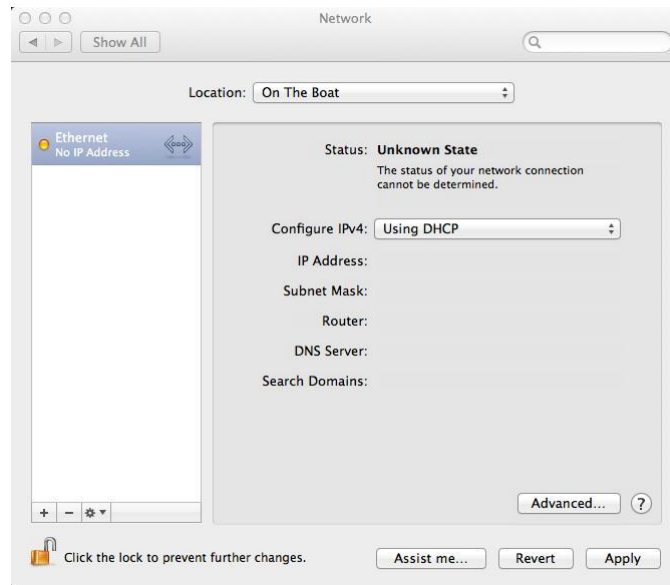 Network
Show All
Location: On The Boat
Ethernet
No IP Address
Status: Unknown State
The status of your network connection
cannot be determined.
Configure IPv4: Using DHCP
IP Address:
Subnet Mask:
Router:
DNS Server:
Search Domains:
+ −
Advanced... ?
Click the lock to prevent further changes.
Assist me... Revert Apply